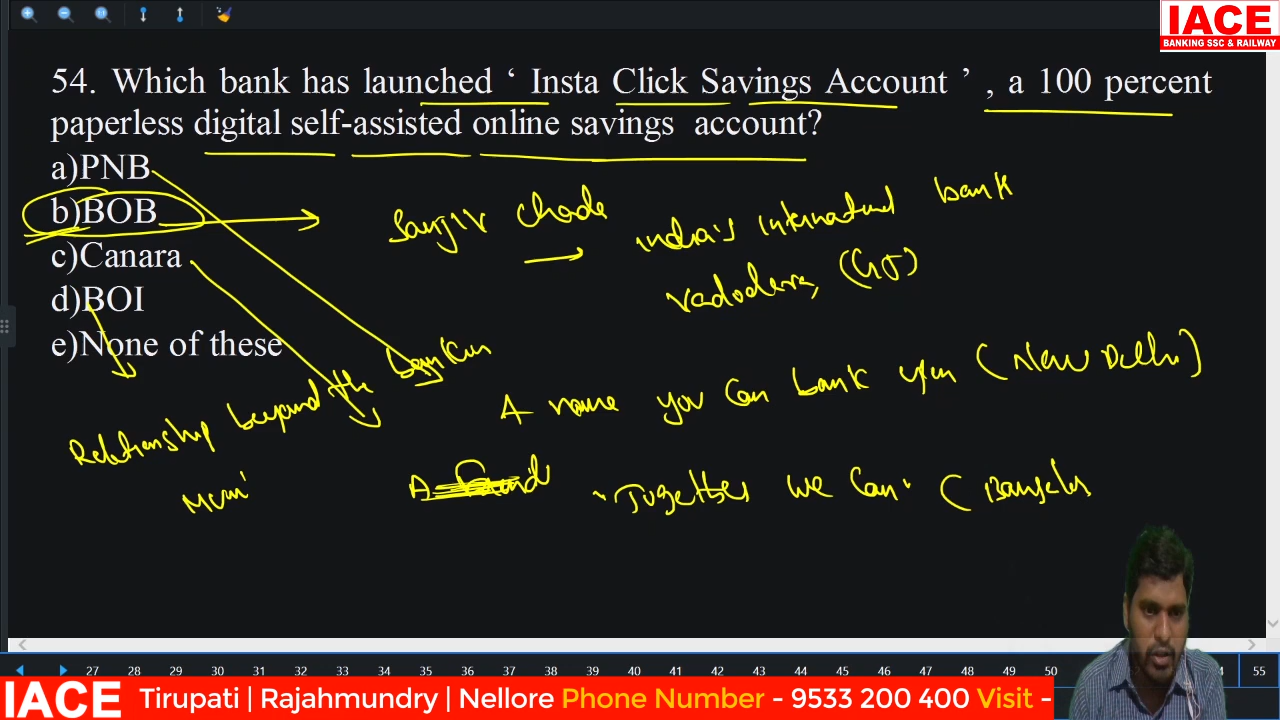 IACE
BANKING SSC & RAILWAY
54. Which bank has launched ‘ Insta Click Savings Account ’ , a 100 percent
paperless digital self-assisted online savings account?
a)PNB
b)BOB
c)Canara
d)BOI
e)None of these
Sanjiv Chada
India's International bank
Vadodara, (GJ)
Relationship beyond the banking
A name you can bank upon (New Delhi)
A
"Together we Can" (
27 28 29 30 31 32 33 34 35 36 37 38 39 40 41 42 43 44 45 46 47 48 49 50 54 55
IACE Tirupati | Rajahmundry | Nellore Phone Number - 9533 200 400 Visit -